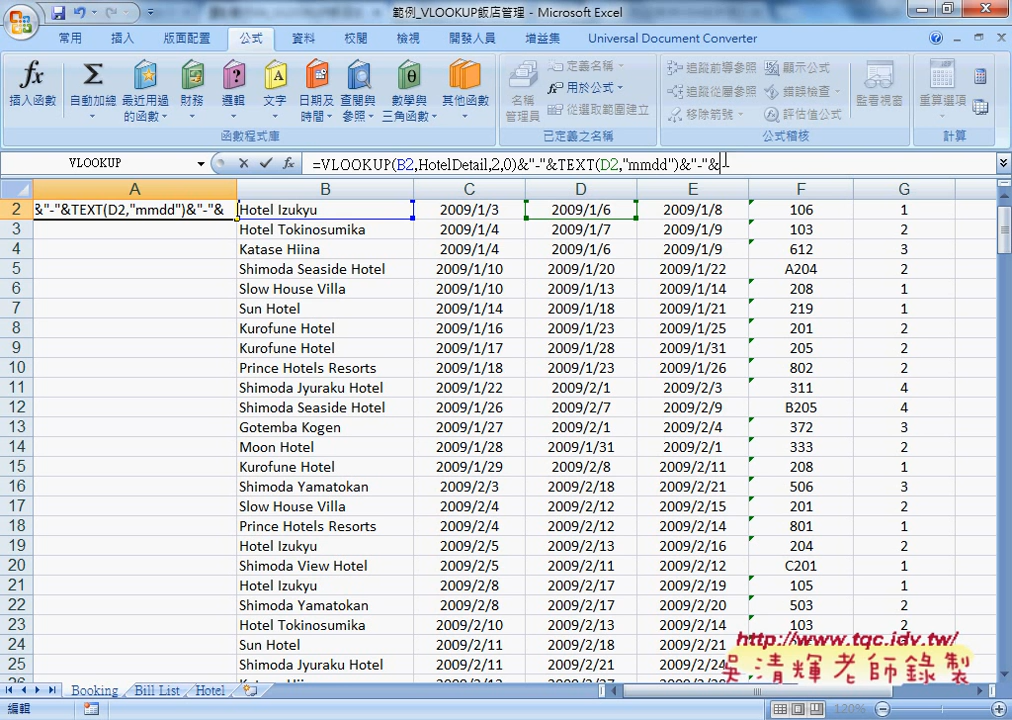 範例_VLOOKUP飯店管理 - Microsoft Excel
常用 插入 版面配置 公式 資料 校閱 檢視 開發人員 增益集 Universal Document Converter
插入函數 自動加總 最近用過的函數 財務 邏輯 文字 日期及時間 查閱與參照 數學與三角函數 其他函數 名稱管理員 定義名稱 用於公式 從選取範圍建立 追蹤前導參照 追蹤從屬參照 移除箭號 顯示公式 錯誤檢查 評估值公式 監看視窗 重算選項
函數程式庫 已定義之名稱 公式稽核 計算
VLOOKUP =VLOOKUP(B2,HotelDetail,2,0)&"-"&TEXT(D2,"mmdd")&"-"&
A B C D E F G
2 &"-"&TEXT(D2,"mmdd")&"-"& Hotel Izukyu 2009/1/3 2009/1/6 2009/1/8 106 1
3 Hotel Tokinosumika 2009/1/4 2009/1/7 2009/1/9 103 2
4 Katase Hiina 2009/1/4 2009/1/6 2009/1/9 612 3
5 Shimoda Seaside Hotel 2009/1/10 2009/1/20 2009/1/22 A204 2
6 Slow House Villa 2009/1/10 2009/1/13 2009/1/14 208 1
7 Sun Hotel 2009/1/14 2009/1/18 2009/1/21 219 1
8 Kurofune Hotel 2009/1/16 2009/1/23 2009/1/25 201 2
9 Kurofune Hotel 2009/1/17 2009/1/28 2009/1/31 205 2
10 Prince Hotels Resorts 2009/1/18 2009/1/23 2009/1/26 802 2
11 Shimoda Jyuraku Hotel 2009/1/22 2009/2/1 2009/2/3 311 4
12 Shimoda Seaside Hotel 2009/1/26 2009/2/7 2009/2/9 B205 4
13 Gotemba Kogen 2009/1/27 2009/2/1 2009/2/4 372 3
14 Moon Hotel 2009/1/28 2009/1/31 2009/2/1 333 2
15 Kurofune Hotel 2009/1/29 2009/2/8 2009/2/11 208 1
16 Shimoda Yamatokan 2009/2/3 2009/2/18 2009/2/21 506 3
17 Slow House Villa 2009/2/4 2009/2/12 2009/2/15 201 2
18 Prince Hotels Resorts 2009/2/4 2009/2/12 2009/2/14 801 1
19 Hotel Izukyu 2009/2/5 2009/2/13 2009/2/16 204 2
20 Shimoda View Hotel 2009/2/5 2009/2/11 2009/2/12 C201 1
21 Hotel Izukyu 2009/2/8 2009/2/17 2009/2/19 105 1
22 Shimoda Yamatokan 2009/2/8 2009/2/17 2009/2/20 503 2
23 Hotel Tokinosumika 2009/2/10 2009/2/13 2009/2/14 103 2
24 Sun Hotel 2009/2/11 2009/2/18 2009/2/21
25 Shimoda Jyuraku Hotel 2009/2/11 2009/2/21 2009/2/24
http://www.tqc.idv.tw/
吳清輝老師錄製
Booking Bill List Hotel
編輯 120%